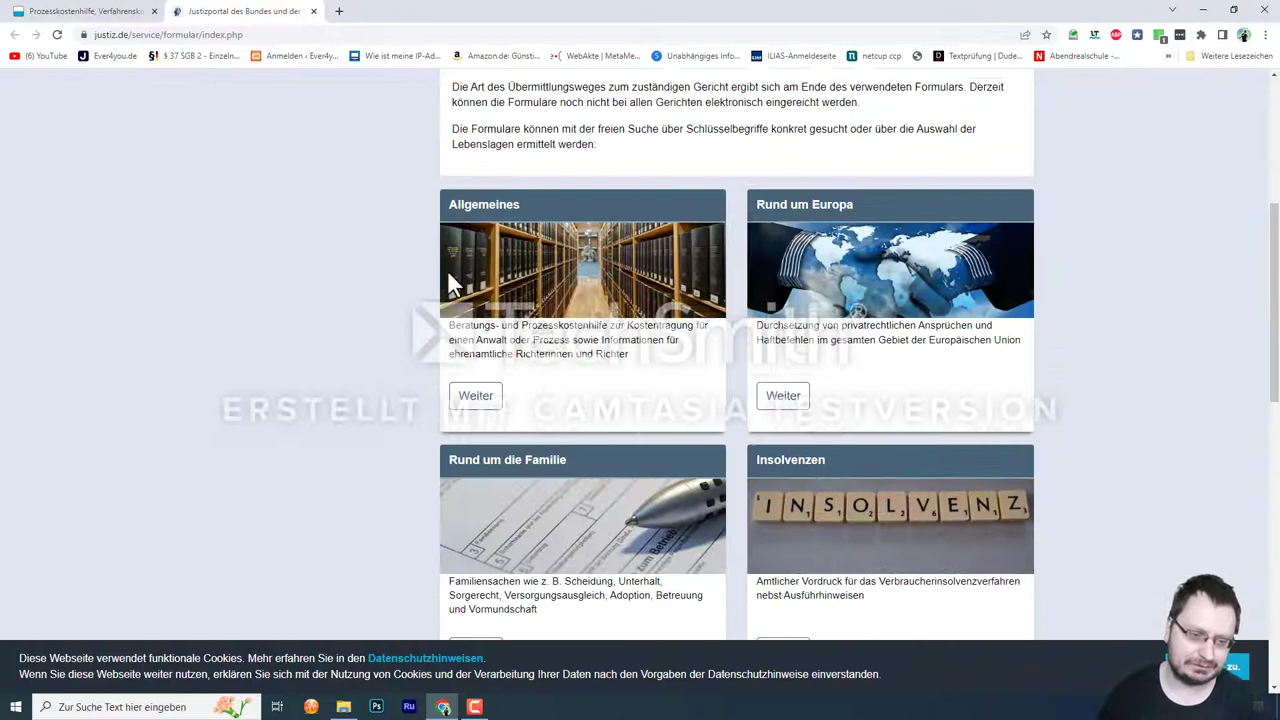 Prozesskostenhilfe, Verfahrensko
Justizportal des Bundes und der
justiz.de/service/formular/index.php
(6) YouTube
Ever4you.de
§ 37 SGB 2 – Einzeln...
Anmelden ‹ Ever4y...
Wie ist meine IP-Ad...
Amazon.de: Günsti...
WebAkte | MetaMe...
Unabhängiges Infos...
ILIAS-Anmeldeseite
netcup ccp
Textprüfung | Dude...
Abendrealschule -...
»
Weitere Lesezeichen
Die Art des Übermittlungsweges zum zuständigen Gericht ergibt sich am Ende des verwendeten Formulars. Derzeit
können die Formulare noch nicht bei allen Gerichten elektronisch eingereicht werden.
Die Formulare können mit der freien Suche über Schlüsselbegriffe konkret gesucht oder über die Auswahl der
Lebenslagen ermittelt werden:
Allgemeines
Rund um Europa
TechSmith®
Beratungs- und Prozesskostenhilfe zur Kostentragung für
einen Anwalt oder Prozess sowie Informationen für
ehrenamtliche Richterinnen und Richter
Durchsetzung von privatrechtlichen Ansprüchen und
Haftbefehlen im gesamten Gebiet der Europäischen Union
Weiter
Weiter
ERSTELLT MIT CAMTASIA TESTVERSION
Rund um die Familie
Insolvenzen
INSOLVENZ
Familiensachen wie z. B. Scheidung, Unterhalt,
Sorgerecht, Versorgungsausgleich, Adoption, Betreuung
und Vormundschaft
Amtlicher Vordruck für das Verbraucherinsolvenzverfahren
nebst Ausführhinweisen
Diese Webseite verwendet funktionale Cookies. Mehr erfahren Sie in den Datenschutzhinweisen.
Wenn Sie diese Webseite weiter nutzen, erklären Sie sich mit der Nutzung von Cookies und der Verarbeitung Ihrer Daten nach den Vorgaben der Datenschutzhinweise einverstanden.
zu.
Zur Suche Text hier eingeben
Ps
Ru